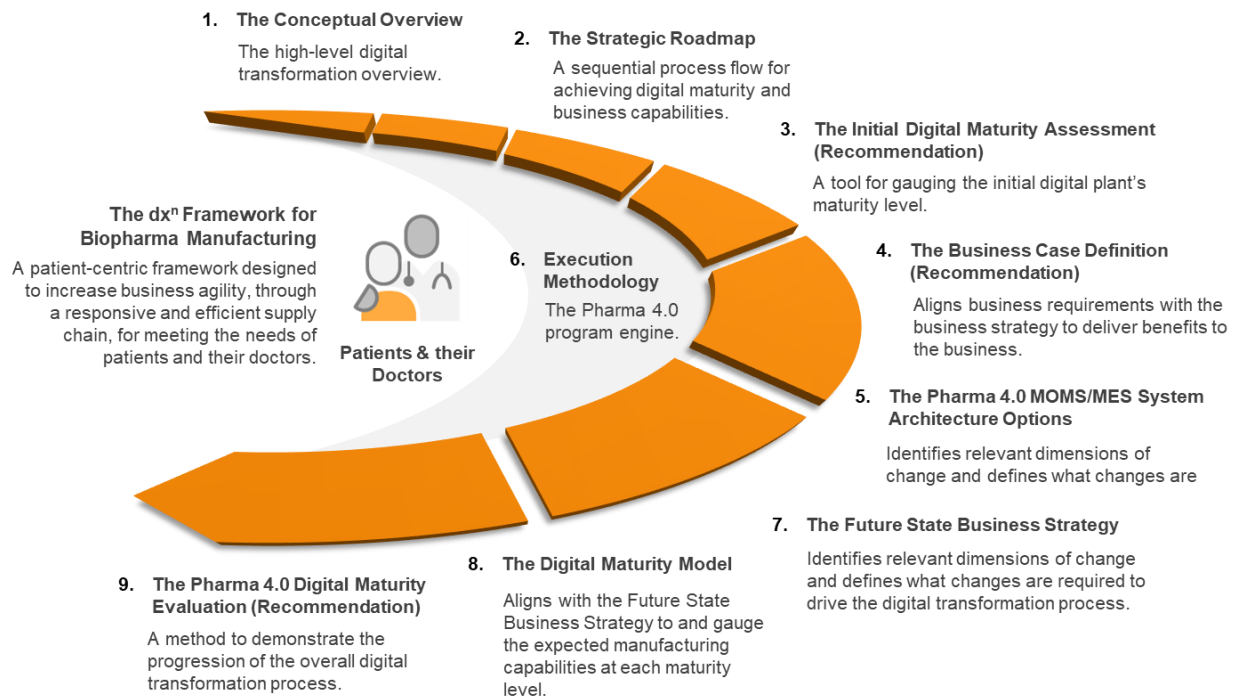 1. The Conceptual Overview
The high-level digital
transformation overview.
2. The Strategic Roadmap
A sequential process flow for
achieving digital maturity and
business capabilities.
3. The Initial Digital Maturity Assessment
(Recommendation)
A tool for gauging the initial digital plant's
maturity level.
The dxⁿ Framework for
Biopharma Manufacturing
A patient-centric framework designed
to increase business agility, through
a responsive and efficient supply
chain, for meeting the needs of
patients and their doctors.
Patients & their
Doctors
6. Execution
Methodology
The Pharma 4.0
program engine.
4. The Business Case Definition
(Recommendation)
Aligns business requirements with the
business strategy to deliver benefits to
the business.
5. The Pharma 4.0 MOMS/MES System
Architecture Options
Identifies relevant dimensions of
change and defines what changes are
7. The Future State Business Strategy
Identifies relevant dimensions of change
and defines what changes are required to
drive the digital transformation process.
8. The Digital Maturity Model
Aligns with the Future State
Business Strategy to and gauge
the expected manufacturing
capabilities at each maturity
level.
9. The Pharma 4.0 Digital Maturity
Evaluation (Recommendation)
A method to demonstrate the
progression of the overall digital
transformation process.